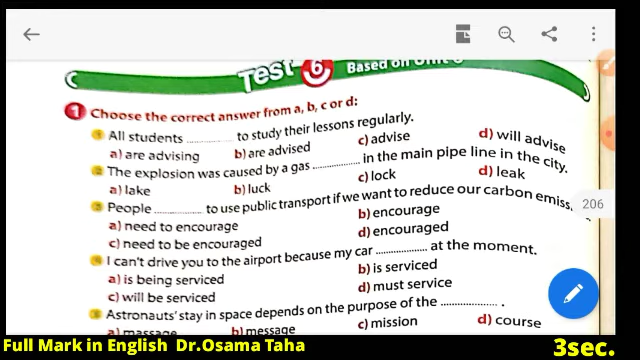 Test 6 Based on Unit 6
1 Choose the correct answer from a, b, c or d:
1 All students ............ to study their lessons regularly.
a) are advising b) are advised c) advise d) will advise
2 The explosion was caused by a gas ............ in the main pipe line in the city.
a) lake b) luck c) lock d) leak
3 People ............ to use public transport if we want to reduce our carbon emiss
206
a) need to encourage b) encourage
c) need to be encouraged d) encouraged
4 I can't drive you to the airport because my car ............ at the moment.
a) is being serviced b) is serviced
c) will be serviced d) must service
5 Astronauts' stay in space depends on the purpose of the ............ .
a) massage b) message c) mission d) course
Full Mark in English Dr.Osama Taha
3sec.